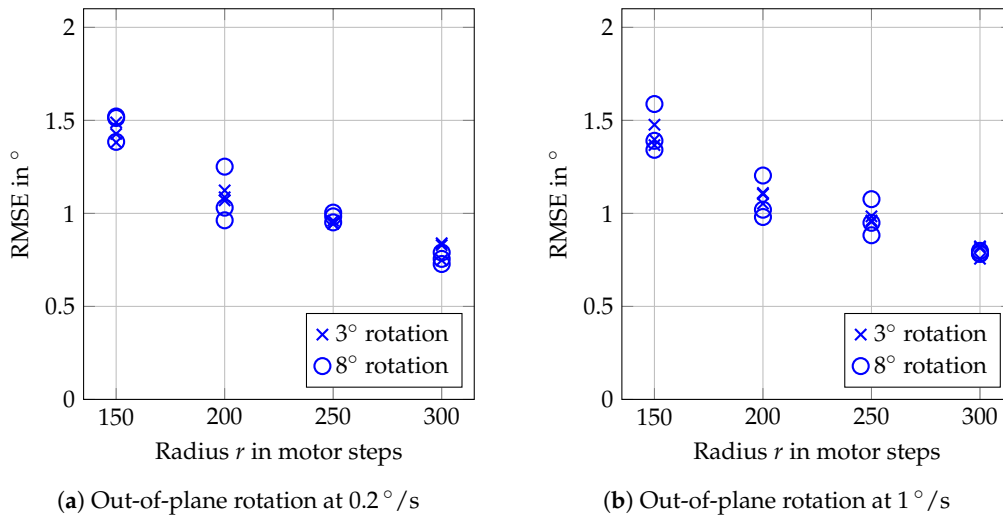 2
1.5
1
0.5
0
RMSE in °
150 200 250 300
Radius r in motor steps
3° rotation
8° rotation
(a) Out-of-plane rotation at 0.2 °/s
2
1.5
1
0.5
0
RMSE in °
150 200 250 300
Radius r in motor steps
3° rotation
8° rotation
(b) Out-of-plane rotation at 1 °/s